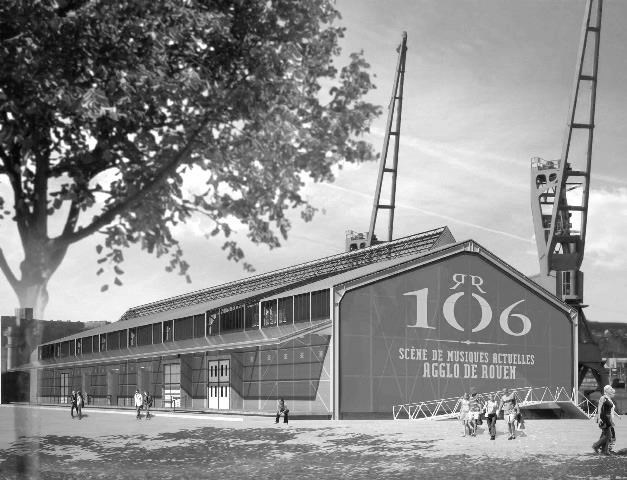 RR
106
SCÈNE DE MUSIQUES ACTUELLES
AGGLO DE ROUEN